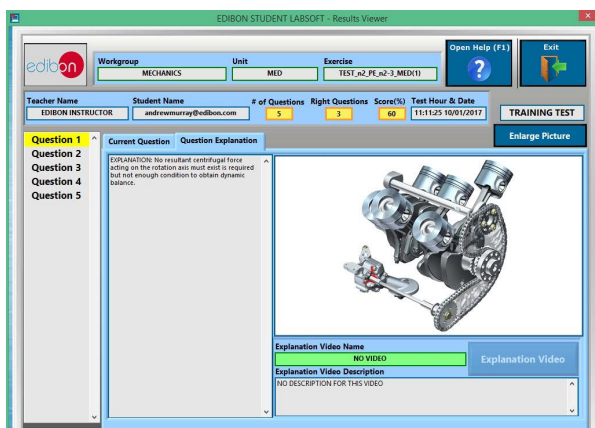 EDIBON STUDENT LABSOFT - Results Viewer
edibon
Workgroup Unit Exercise
MECHANICS MED TEST_n2_PE_n2-3_MED(1)
Open Help (F1) Exit
Teacher Name Student Name # of Questions Right Questions Score(%) Test Hour & Date
EDIBON INSTRUCTOR andrewmurray@edibon.com 5 3 60 11:11:25 10/01/2017 TRAINING TEST
Enlarge Picture
Question 1
Question 2
Question 3
Question 4
Question 5
Current Question Question Explanation
EXPLANATION: No resultant centrifugal force
acting on the rotation axis must exist is required
but not enough condition to obtain dynamic
balance.
Explanation Video Name
NO VIDEO
Explanation Video
Explanation Video Description
NO DESCRIPTION FOR THIS VIDEO